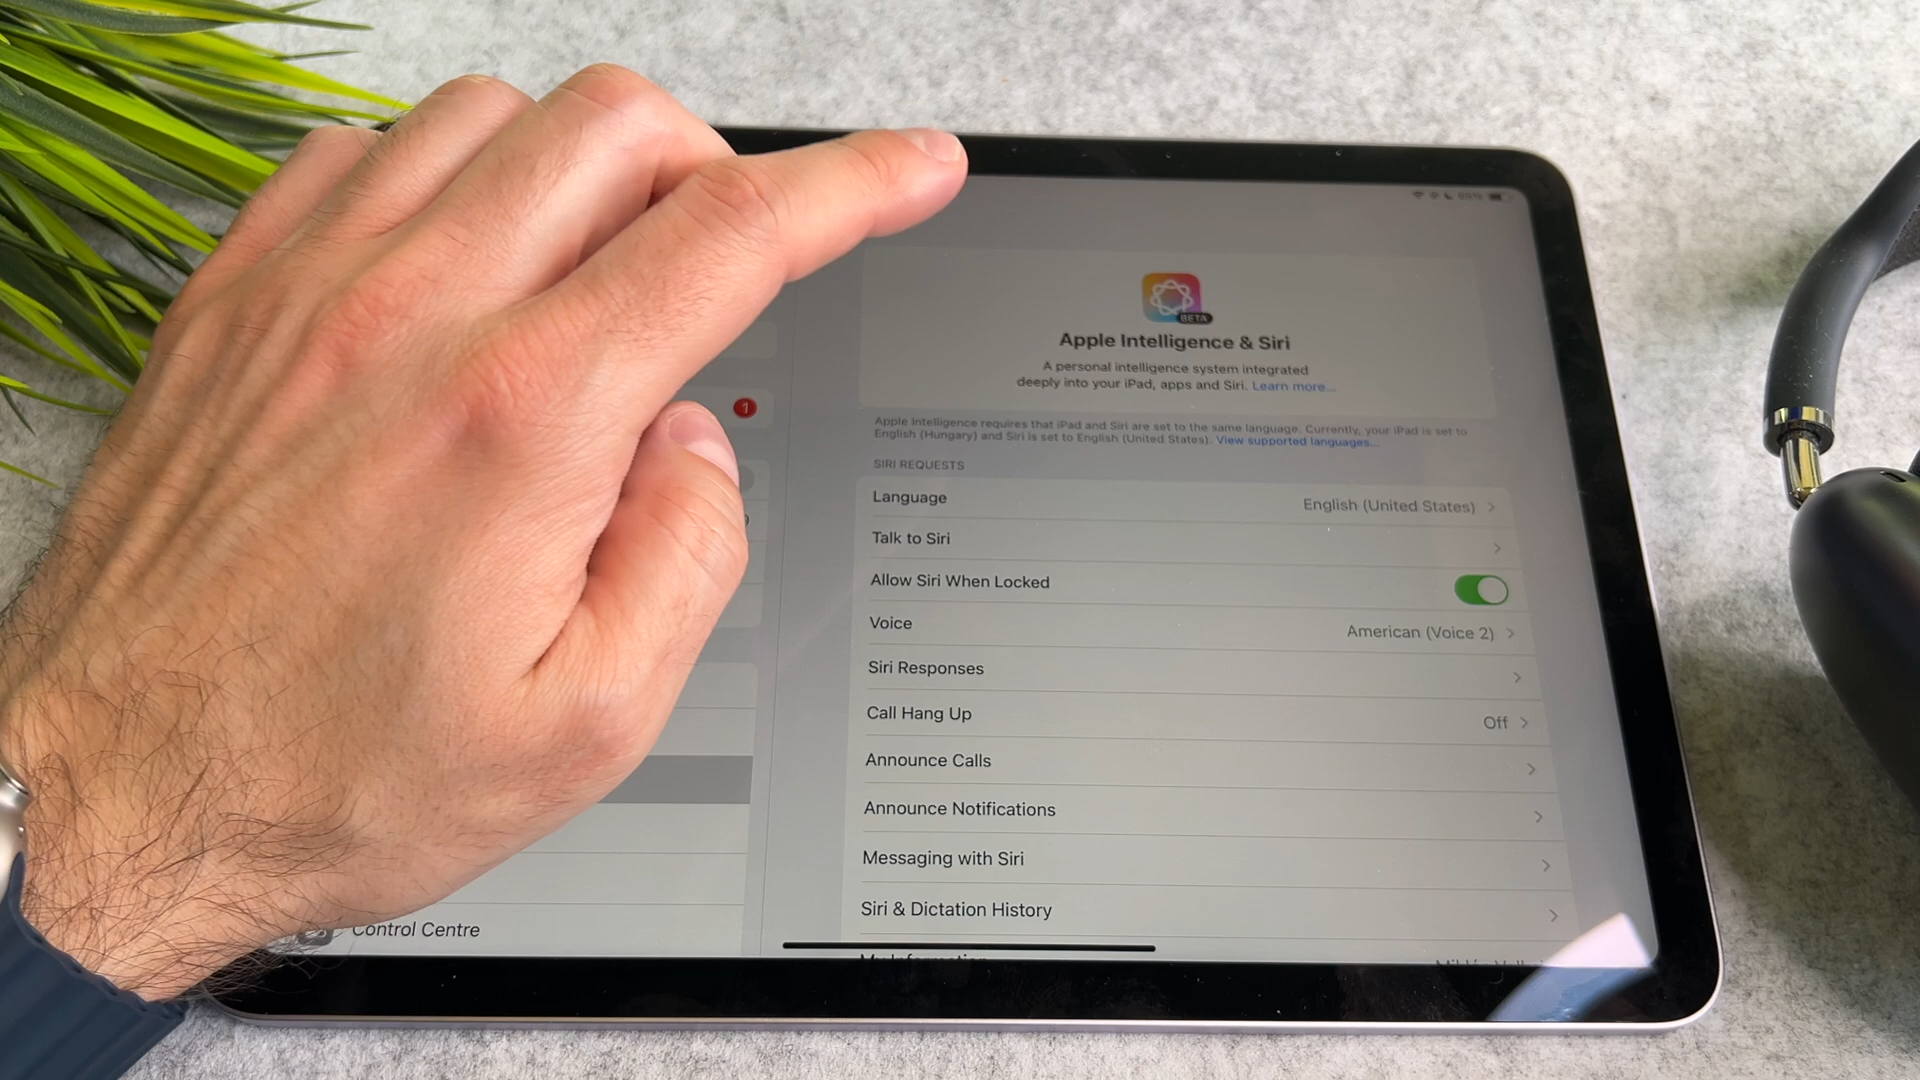 BETA
Apple Intelligence & Siri
A personal intelligence system integrated
deeply into your iPad, apps and Siri. Learn more...
1
Apple Intelligence requires that iPad and Siri are set to the same language. Currently, your iPad is set to
English (Hungary) and Siri is set to English (United States). View supported languages...
SIRI REQUESTS
Language English (United States)
Talk to Siri
Allow Siri When Locked
Voice American (Voice 2)
Siri Responses
Call Hang Up Off
Announce Calls
Announce Notifications
Messaging with Siri
Siri & Dictation History
Control Centre
My Information